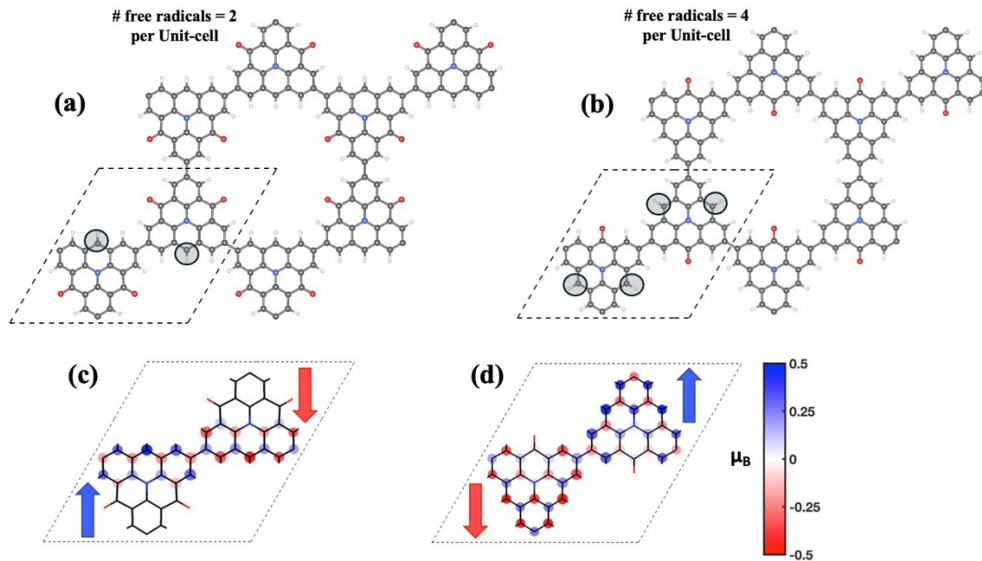 # free radicals = 2
per Unit-cell
# free radicals = 4
per Unit-cell
(a)
(b)
(c)
(d)
0.5
0.25
μB
0
-0.25
-0.5